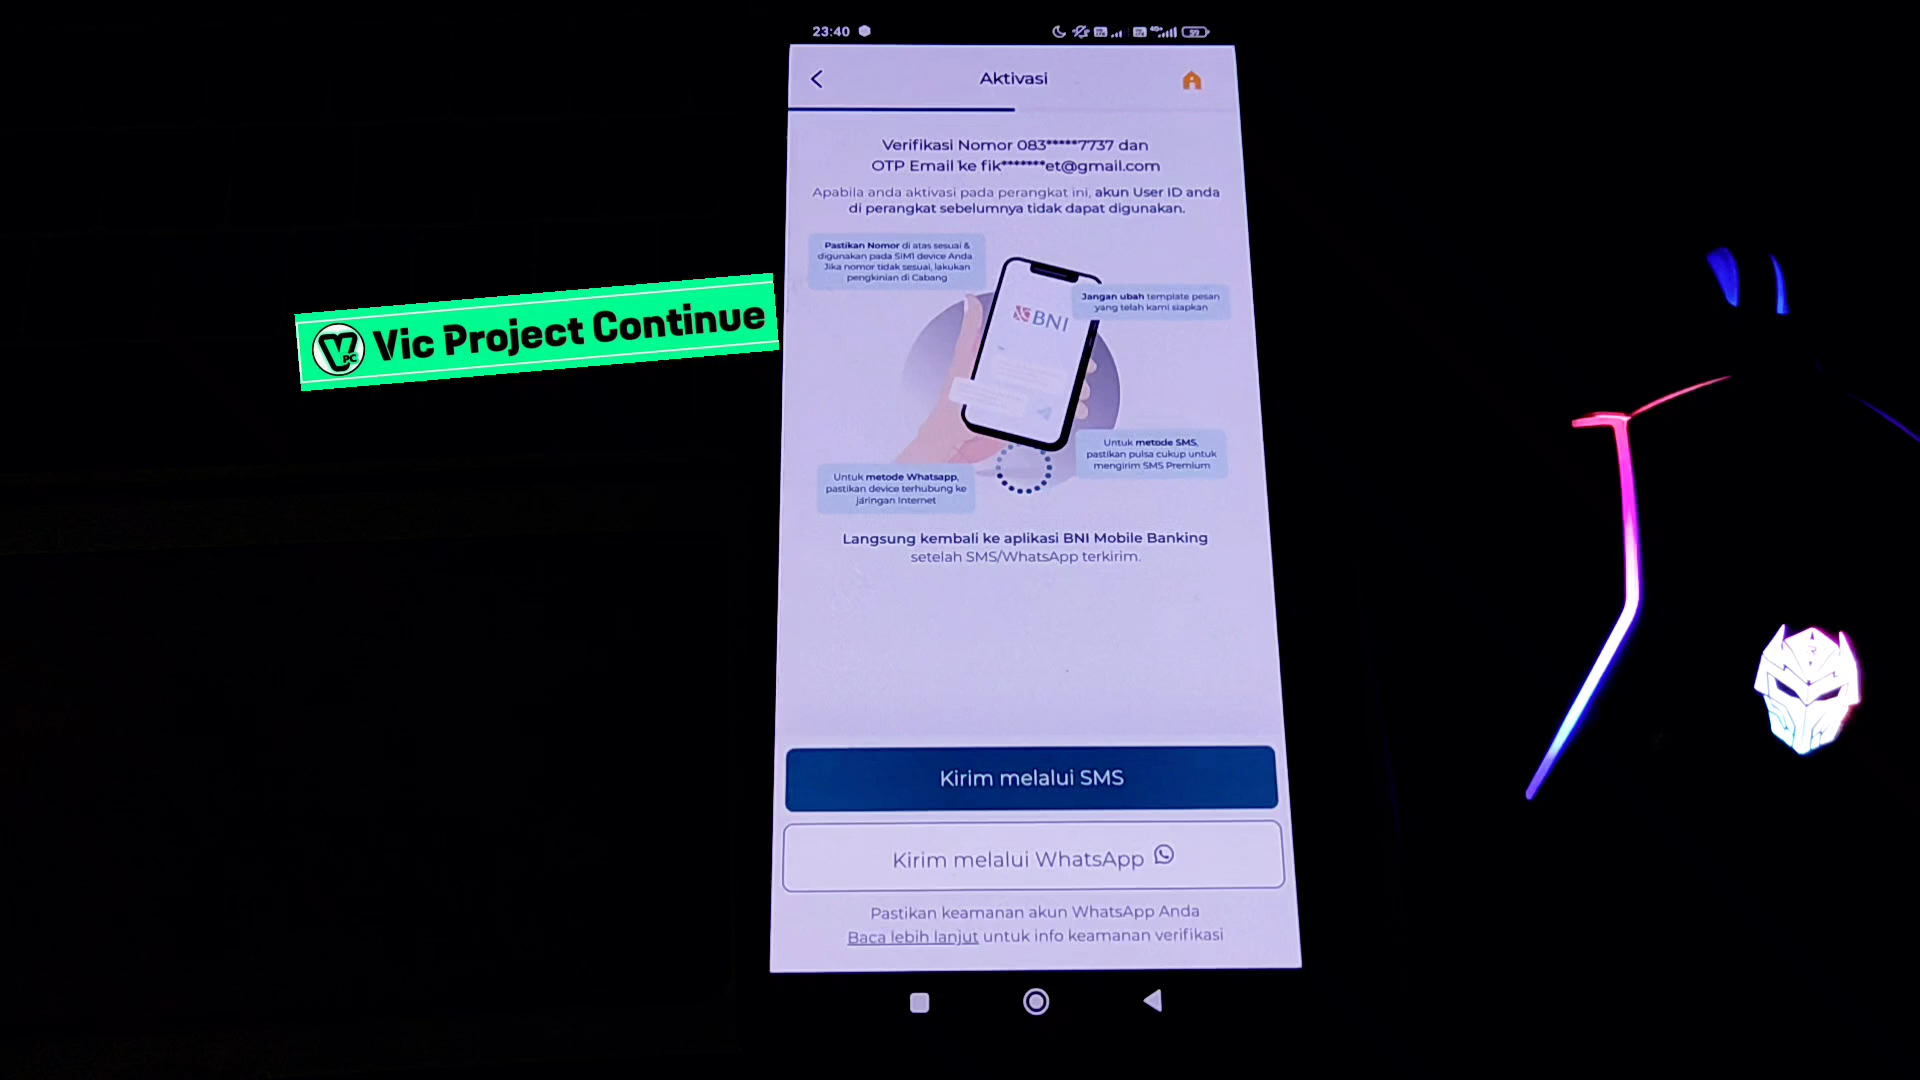 23:40
Aktivasi
Verifikasi Nomor 083*****7737 dan
OTP Email ke fik*******et@gmail.com
Apabila anda aktivasi pada perangkat ini, akun User ID anda
di perangkat sebelumnya tidak dapat digunakan.
Pastikan Nomor di atas sesuai &
digunakan pada SIM1 device Anda
Jika nomor tidak sesuai, lakukan
pengkinian di Cabang
Jangan ubah template pesan
yang telah kami siapkan
BNI
Untuk metode SMS,
pastikan pulsa cukup untuk
mengirim SMS Premium
Untuk metode Whatsapp,
pastikan device terhubung ke
jaringan Internet
Langsung kembali ke aplikasi BNI Mobile Banking
setelah SMS/WhatsApp terkirim.
Kirim melalui SMS
Kirim melalui WhatsApp
Pastikan keamanan akun WhatsApp Anda
Baca lebih lanjut untuk info keamanan verifikasi
PC
Vic Project Continue